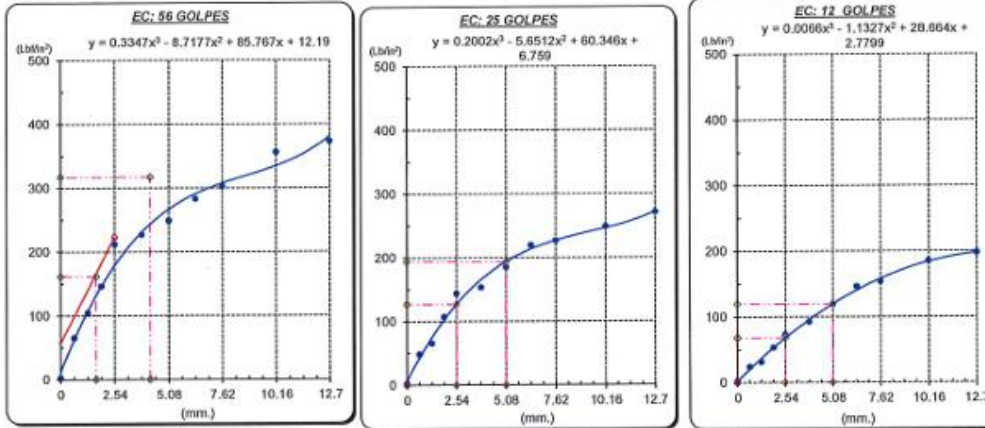 EC: 56 GOLPES
y = 0.3347x³ - 8.7177x² + 85.767x + 12.19
(Lb/in²)
500
400
300
200
100
0
0 2.54 5.08 7.62 10.16 12.7
(mm.)
EC: 25 GOLPES
y = 0.2002x³ - 5.6512x² + 60.346x +
6.759
(Lb/in²)
500
400
300
200
100
0
0 2.54 5.08 7.62 10.16 12.7
(mm.)
EC: 12 GOLPES
y = 0.0066x³ - 1.1327x² + 28.664x +
2.7799
(Lb/in²)
500
400
300
200
100
0
0 2.54 5.08 7.62 10.16 12.7
(mm.)